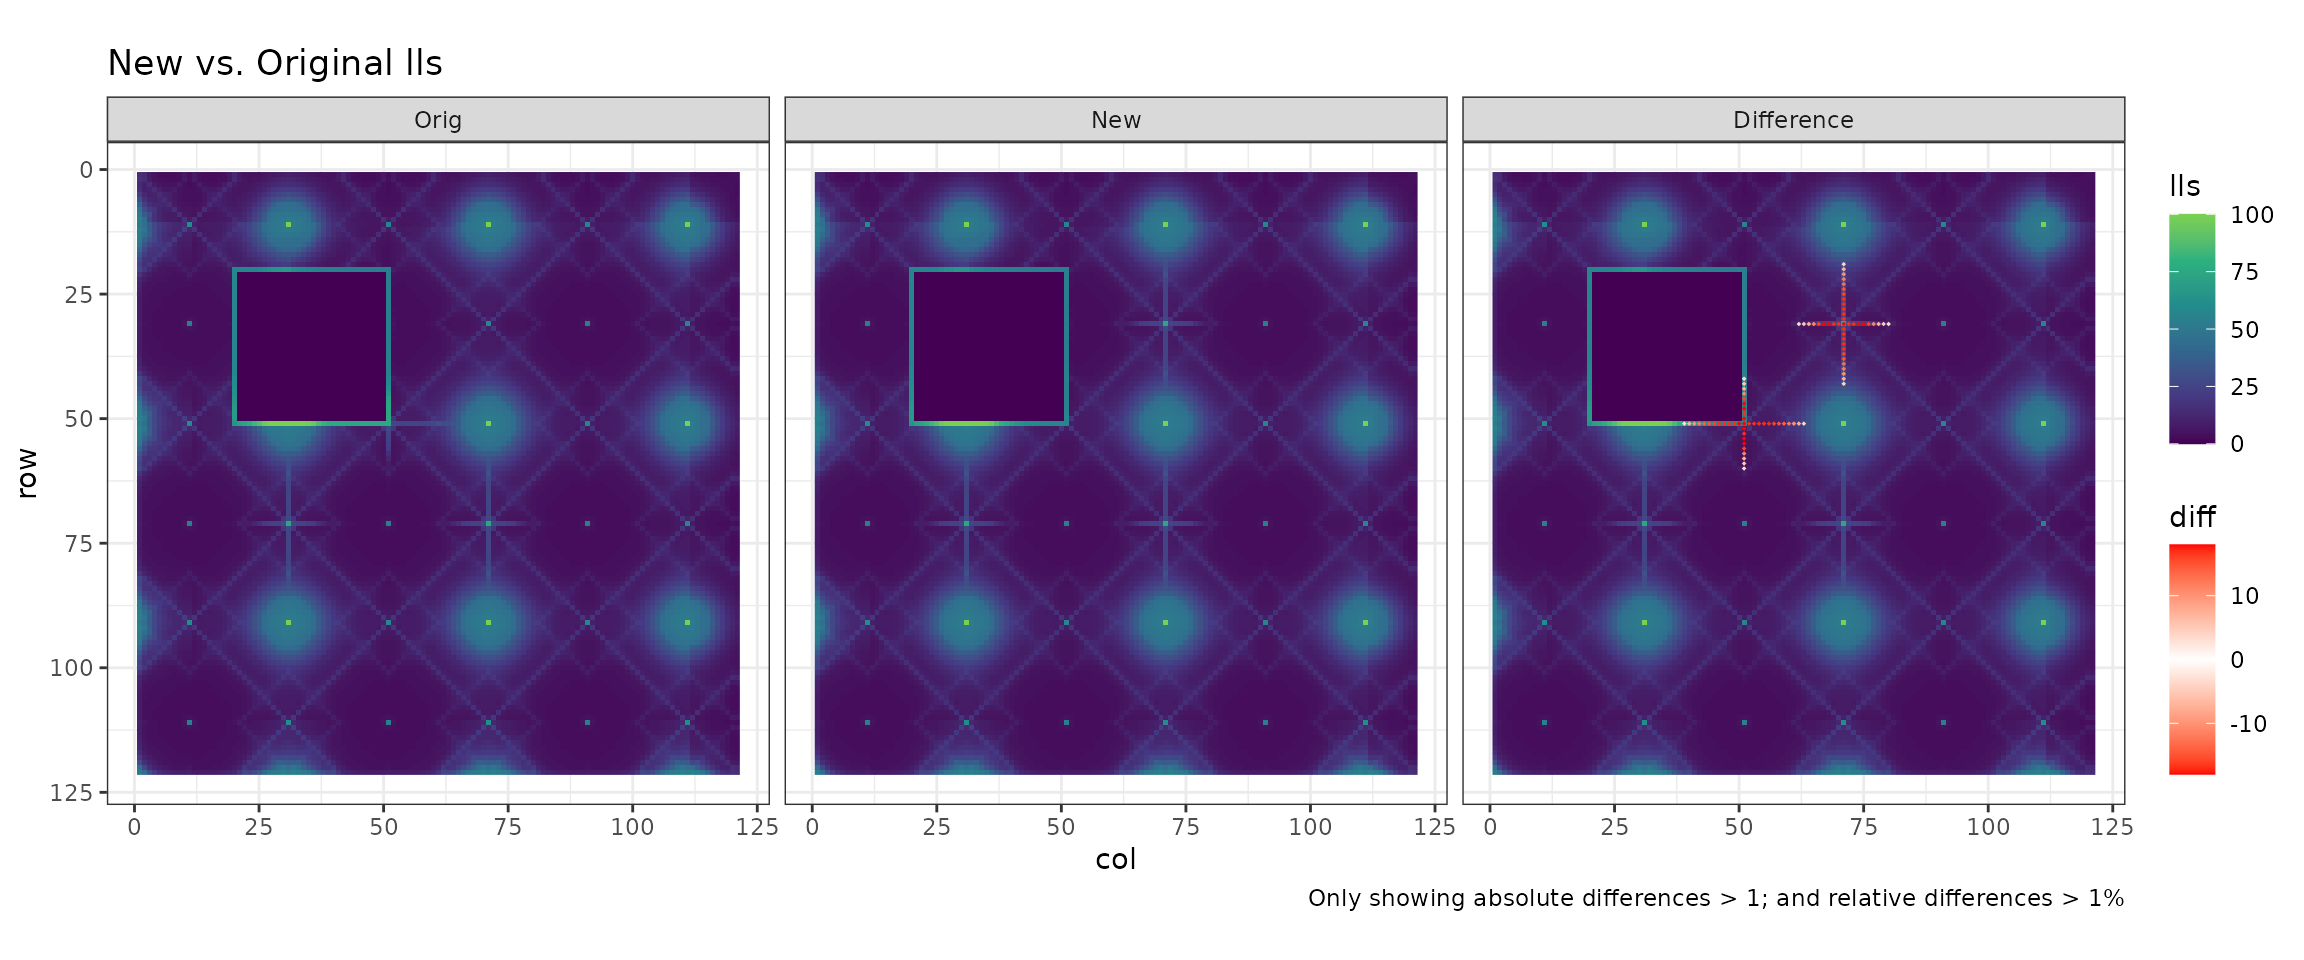 New vs. Original lls
Orig
New
Difference
0
25
50
75
100
125
row
0 25 50 75 100 125
0 25 50 75 100 125
0 25 50 75 100 125
col
lls
100
75
50
25
0
diff
10
0
-10
Only showing absolute differences > 1; and relative differences > 1%